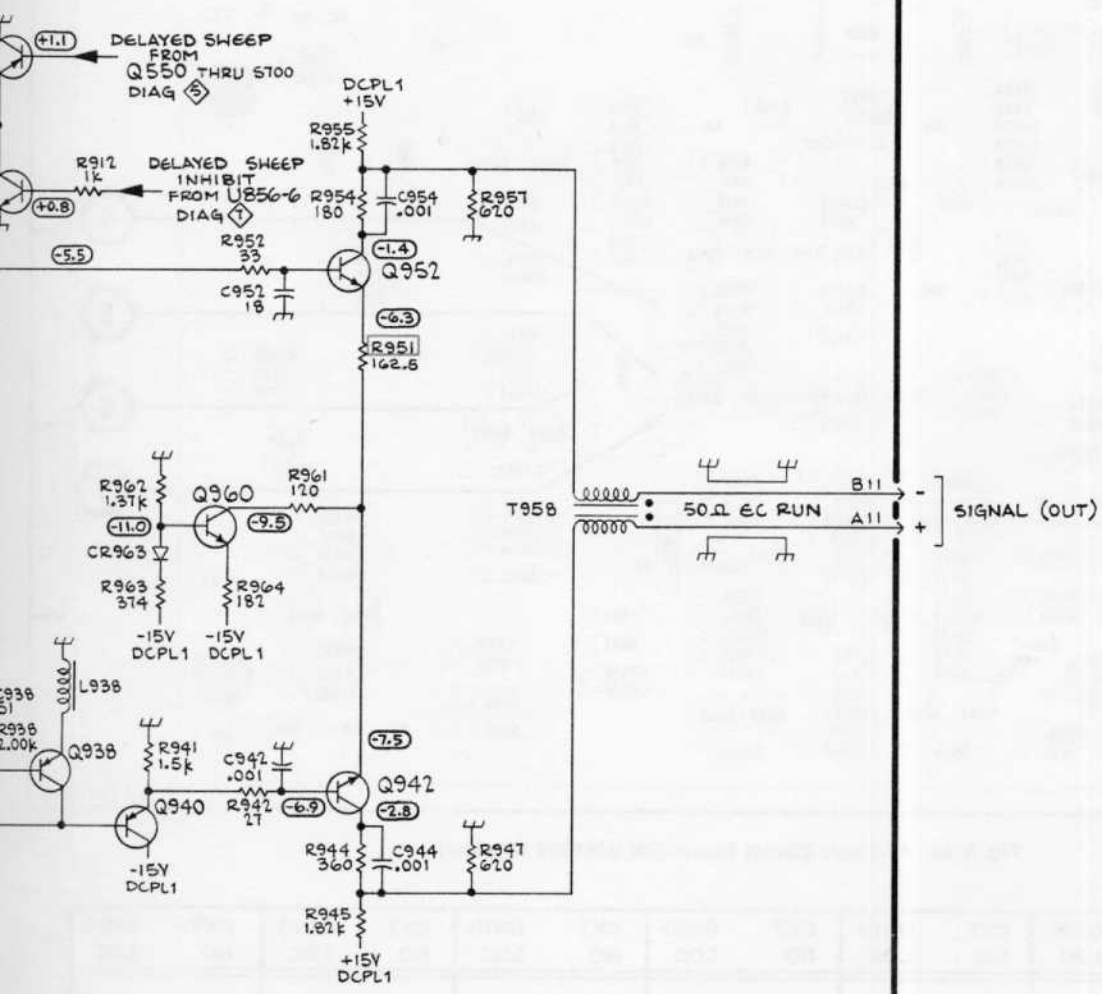 +1.1
DELAYED SWEEP
FROM
Q550 THRU S700
DIAG 5
DCPL1
+15V
R955
1.82k
R912
1k
DELAYED SWEEP
INHIBIT
FROM U856-6
DIAG 7
+0.8
R954
180
C954
.001
R957
620
-5.5
R952
33
-1.4
Q952
C952
18
-6.3
R951
162.5
R962
1.37k
Q960
R961
120
-11.0
-9.5
CR963
R963
374
R964
182
-15V
DCPL1
-15V
DCPL1
T958
50Ω EC RUN
B11
-
A11
+
SIGNAL (OUT)
C938
51
R938
2.00k
L938
Q938
R941
1.5k
Q940
-15V
DCPL1
C942
.001
R942
27
-6.9
-7.5
Q942
-2.8
R944
360
C944
.001
R947
620
R945
1.82k
+15V
DCPL1